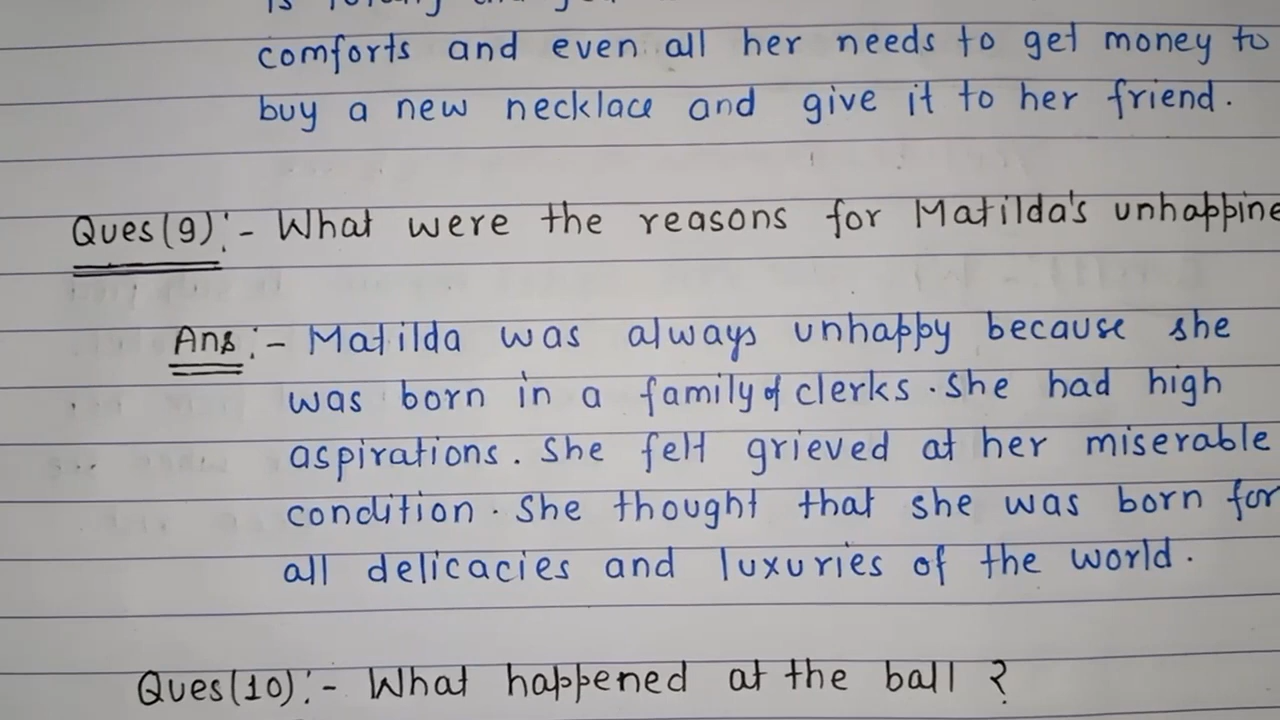 comforts and even all her needs to get money to
buy a new necklace and give it to her friend.
Ques(9):- What were the reasons for Matilda's
Ans:- Matilda was always unhappy because she
was born in a family of clerks. She had high
aspirations. She felt grieved at her miserable
condition. She thought that she was born for
all delicacies and luxuries of the world.
Ques(10):- What happened at the ball?